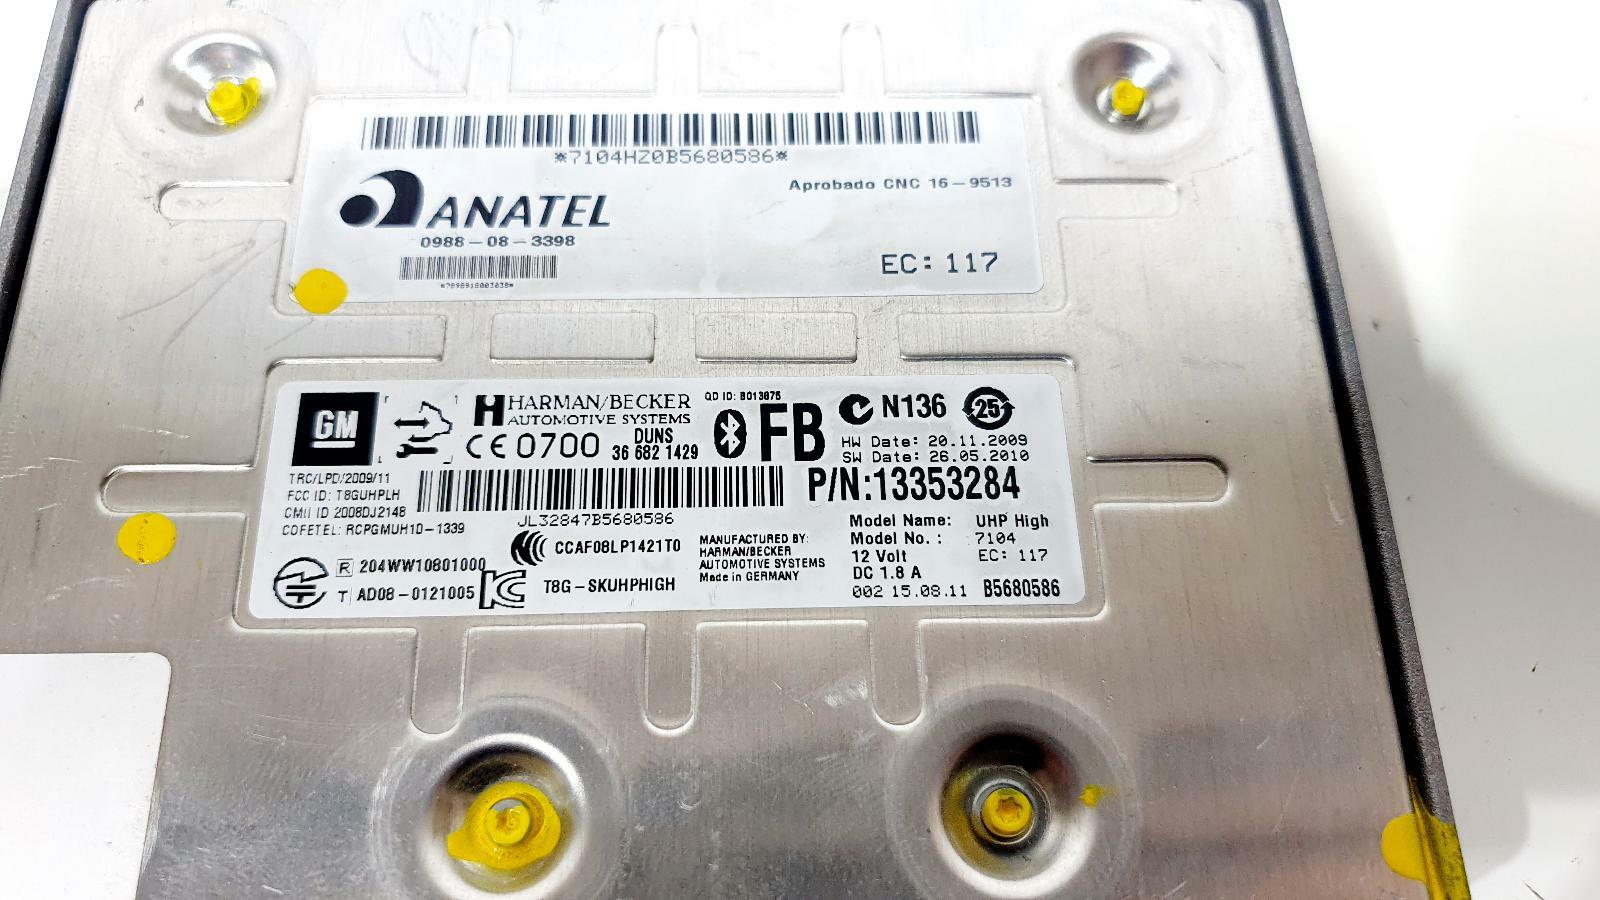 *7104HZ0B5680586*
Aprobado CNC 16-9513
ANATEL
0988-08-3398
EC: 117
*7898918003038*
GM
HARMAN/BECKER
AUTOMOTIVE SYSTEMS
CE 0700
DUNS
36 682 1429
QD ID: B013875
FB
N136
25
HW Date: 20.11.2009
SW Date: 26.05.2010
TRC/LPD/2009/11
FCC ID: T8GUHPLH
CMII ID 2008DJ2148
COFETEL: RCPGMUH10-1339
JL32847B5680586
P/N:13353284
R 204WW10801000
T AD08-0121005
CCAF08LP1421T0
T8G-SKUHPHIGH
MANUFACTURED BY:
HARMAN/BECKER
AUTOMOTIVE SYSTEMS
Made in GERMANY
Model Name: UHP High
Model No.: 7104
12 Volt EC: 117
DC 1.8 A
002 15.08.11 B5680586